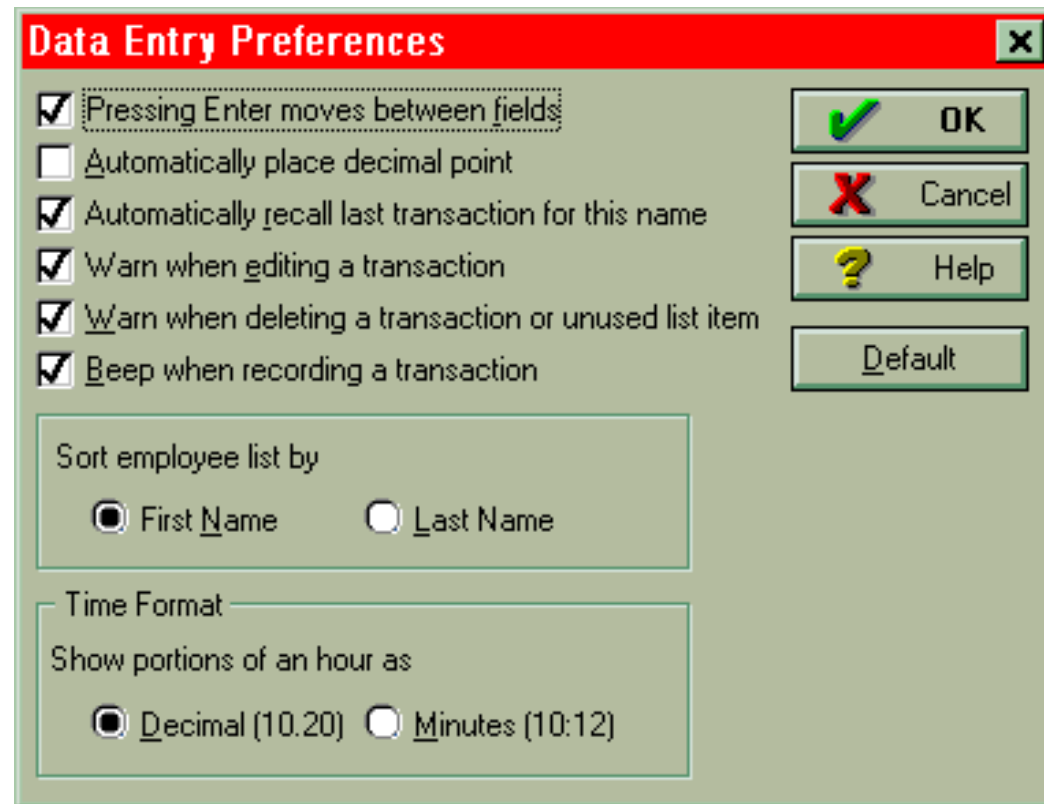 Data Entry Preferences
Pressing Enter moves between fields
Automatically place decimal point
Automatically recall last transaction for this name
Warn when editing a transaction
Warn when deleting a transaction or unused list item
Beep when recording a transaction
OK
Cancel
Help
Default
Sort employee list by
First Name Last Name
Time Format
Show portions of an hour as
Decimal (10.20) Minutes (10:12)